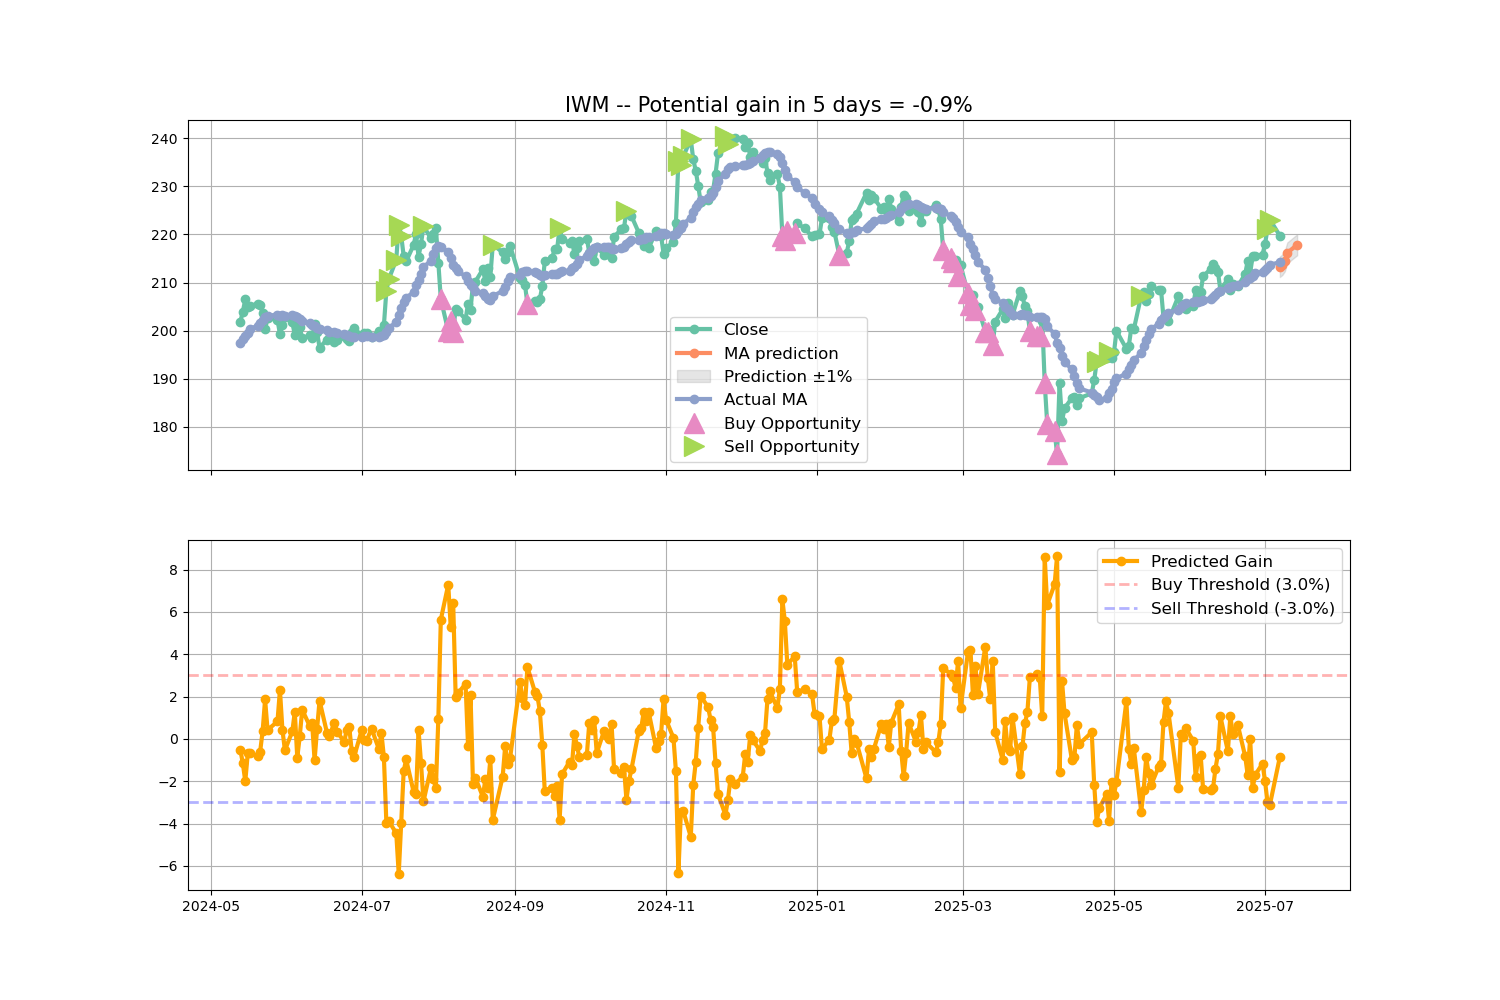 IWM -- Potential gain in 5 days = -0.9%
240
230
220
210
200
190
180
Close
MA prediction
Prediction ±1%
Actual MA
Buy Opportunity
Sell Opportunity
8
6
4
2
0
−2
−4
−6
Predicted Gain
Buy Threshold (3.0%)
Sell Threshold (-3.0%)
2024-05
2024-07
2024-09
2024-11
2025-01
2025-03
2025-05
2025-07